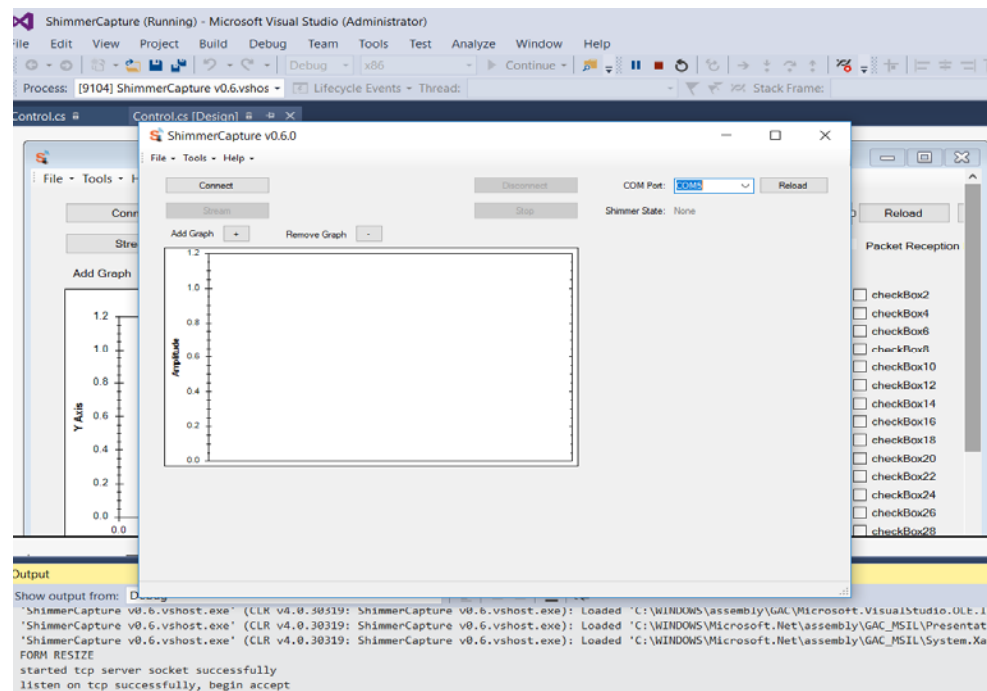 ShimmerCapture (Running) - Microsoft Visual Studio (Administrator)
File Edit View Project Build Debug Team Tools Test Analyze Window Help
Debug x86 Continue
Process: [9104] ShimmerCapture v0.6.vshos Lifecycle Events Thread: Stack Frame:
Control.cs Control.cs [Design]
ShimmerCapture v0.6.0
File Tools Help
Connect Disconnect COM Port: COM5 Reload
Stream Stop Shimmer State: None
Add Graph + Remove Graph -
1.2
1.0
0.8
0.6
0.4
0.2
0.0
Amplitude
File Tools H
Conn Reload
Stre Packet Reception
Add Graph
1.2
1.0
0.8
0.6
0.4
0.2
0.0
0.0
Y Axis
checkBox2
checkBox4
checkBox6
checkBox8
checkBox10
checkBox12
checkBox14
checkBox16
checkBox18
checkBox20
checkBox22
checkBox24
checkBox26
checkBox28
Output
Show output from: Debug
'ShimmerCapture v0.6.vshost.exe' (CLR v4.0.30319: ShimmerCapture v0.6.vshost.exe): Loaded 'C:\WINDOWS\assembly\GAC\Microsoft.VisualStudio.OLE.I
'ShimmerCapture v0.6.vshost.exe' (CLR v4.0.30319: ShimmerCapture v0.6.vshost.exe): Loaded 'C:\WINDOWS\Microsoft.Net\assembly\GAC_MSIL\Presentat
'ShimmerCapture v0.6.vshost.exe' (CLR v4.0.30319: ShimmerCapture v0.6.vshost.exe): Loaded 'C:\WINDOWS\Microsoft.Net\assembly\GAC_MSIL\System.Xa
FORM RESIZE
started tcp server socket successfully
listen on tcp successfully, begin accept